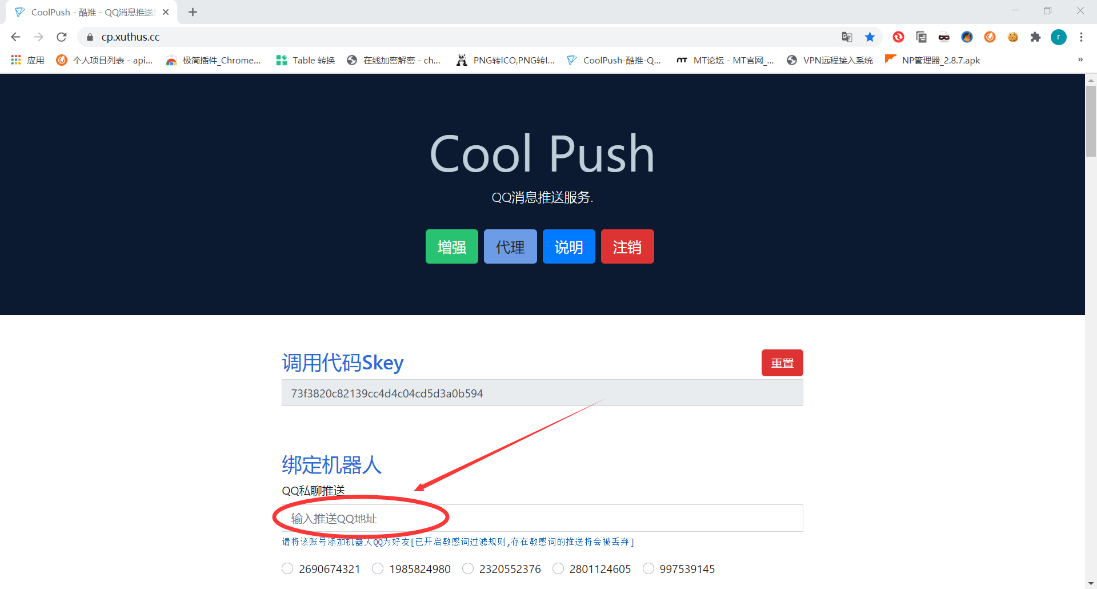 CoolPush - 酷推 - QQ消息推送
cp.xuthus.cc
应用 个人项目列表 - api... 极简插件_Chrome... Table 转换 在线加密解密 - ch... PNG转ICO,PNG转I... CoolPush-酷推-Q... MT论坛 - MT官网_... VPN远程接入系统 NP管理器_2.8.7.apk »
Cool Push
QQ消息推送服务.
增强 代理 说明 注销
调用代码Skey 重置
73f3820c82139cc4d4c04cd5d3a0b594
绑定机器人
QQ私聊推送
输入推送QQ地址
请将该账号添加机器人QQ为好友[已开启敏感词过滤规则,存在敏感词的推送将会被丢弃]
2690674321 1985824980 2320552376 2801124605 997539145